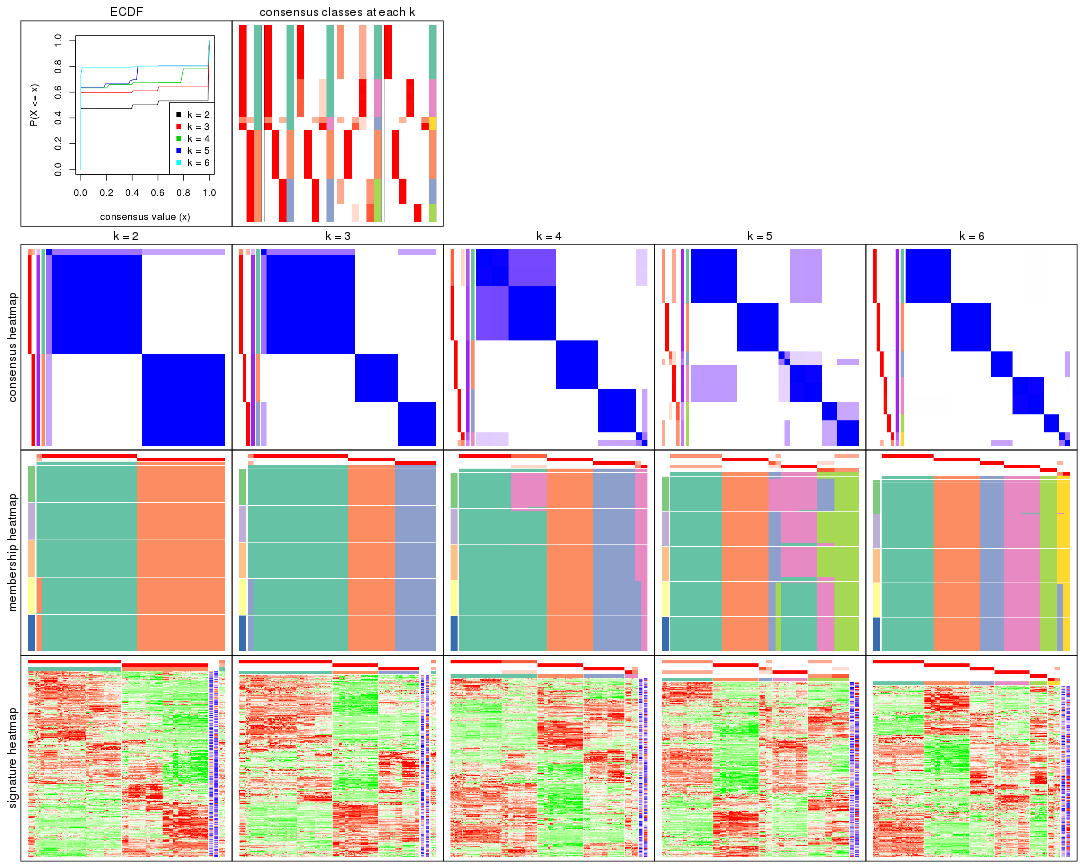 ECDF
consensus classes at each k
P(X <= x)
1.0
0.8
0.6
0.4
0.2
0.0
k = 2
k = 3
k = 4
k = 5
k = 6
0.0 0.2 0.4 0.6 0.8 1.0
consensus value (x)
k = 2
k = 3
k = 4
k = 5
k = 6
consensus heatmap
membership heatmap
signature heatmap